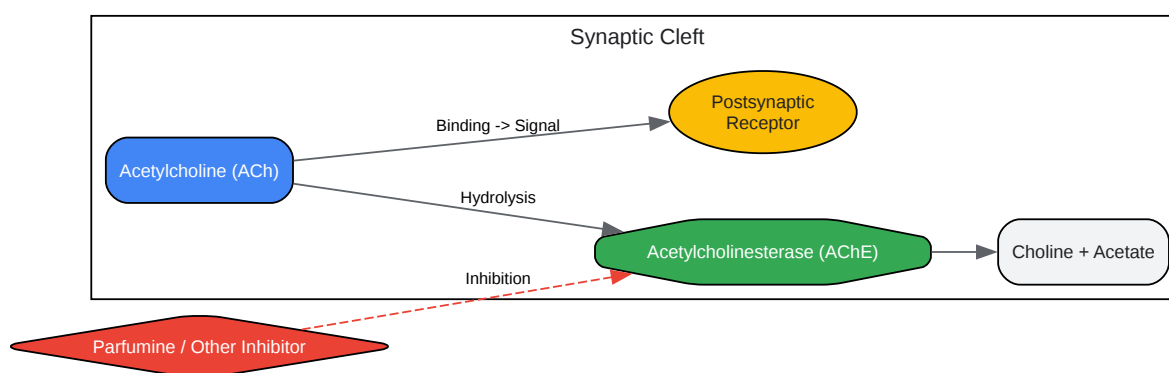 Synaptic Cleft
Postsynaptic
Receptor
Binding -> Signal
Acetylcholine (ACh)
Hydrolysis
Acetylcholinesterase (AChE)
Choline + Acetate
Inhibition
Parfumine / Other Inhibitor